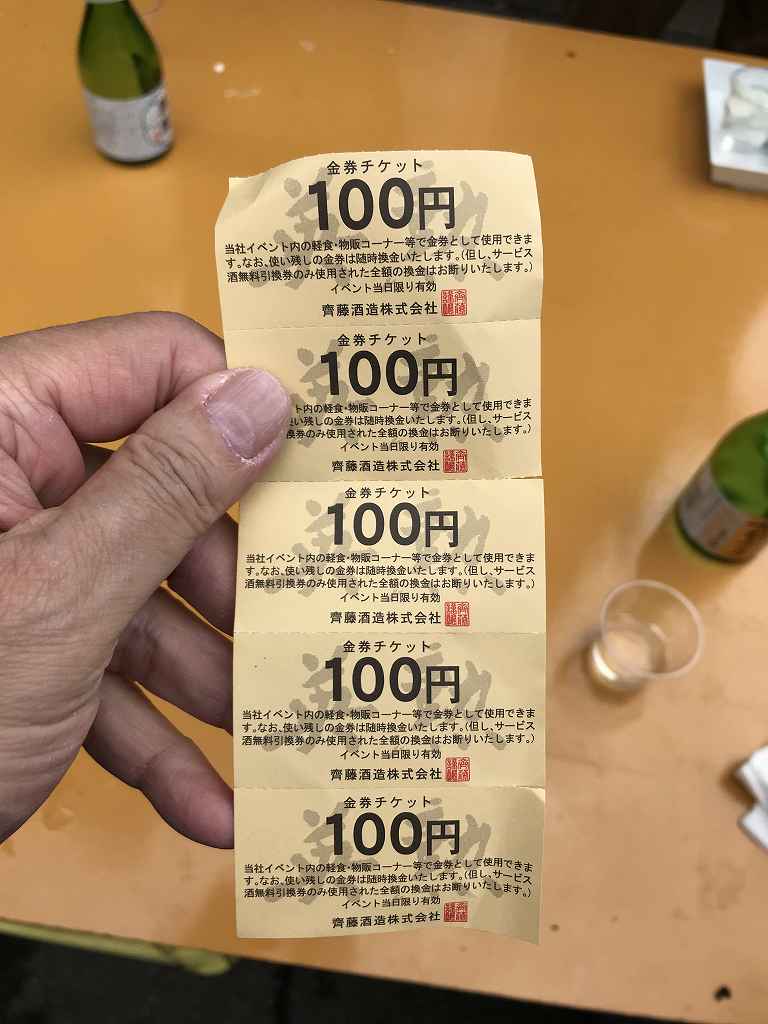 金券チケット
100円
当社イベント内の軽食・物販コーナー等で金券として使用できま
す。なお、使い残しの金券は随時換金いたします。(但し、サービス
酒無料引換券のみ使用された全額の換金はお断りいたします。)
イベント当日限り有効
齊藤酒造株式会社
金券チケット
100円
ト内の軽食・物販コーナー等で金券として使用できま
使い残しの金券は随時換金いたします。(但し、サービス
換券のみ使用された全額の換金はお断りいたします。)
イベント当日限り有効
齊藤酒造株式会社
金券チケット
100円
当社イベント内の軽食・物販コーナー等で金券として使用できま
す。なお、使い残しの金券は随時換金いたします。(但し、サービス
酒無料引換券のみ使用された全額の換金はお断りいたします。)
イベント当日限り有効
齊藤酒造株式会社
金券チケット
100円
当社イベント内の軽食・物販コーナー等で金券として使用できま
す。なお、使い残しの金券は随時換金いたします。(但し、サービス
酒無料引換券のみ使用された全額の換金はお断りいたします。)
イベント当日限り有効
齊藤酒造株式会社
金券チケット
100円
当社イベント内の軽食・物販コーナー等で金券として使用できま
す。なお、使い残しの金券は随時換金いたします。(但し、サービス
酒無料引換券のみ使用された全額の換金はお断りいたします。)
イベント当日限り有効
齊藤酒造株式会社